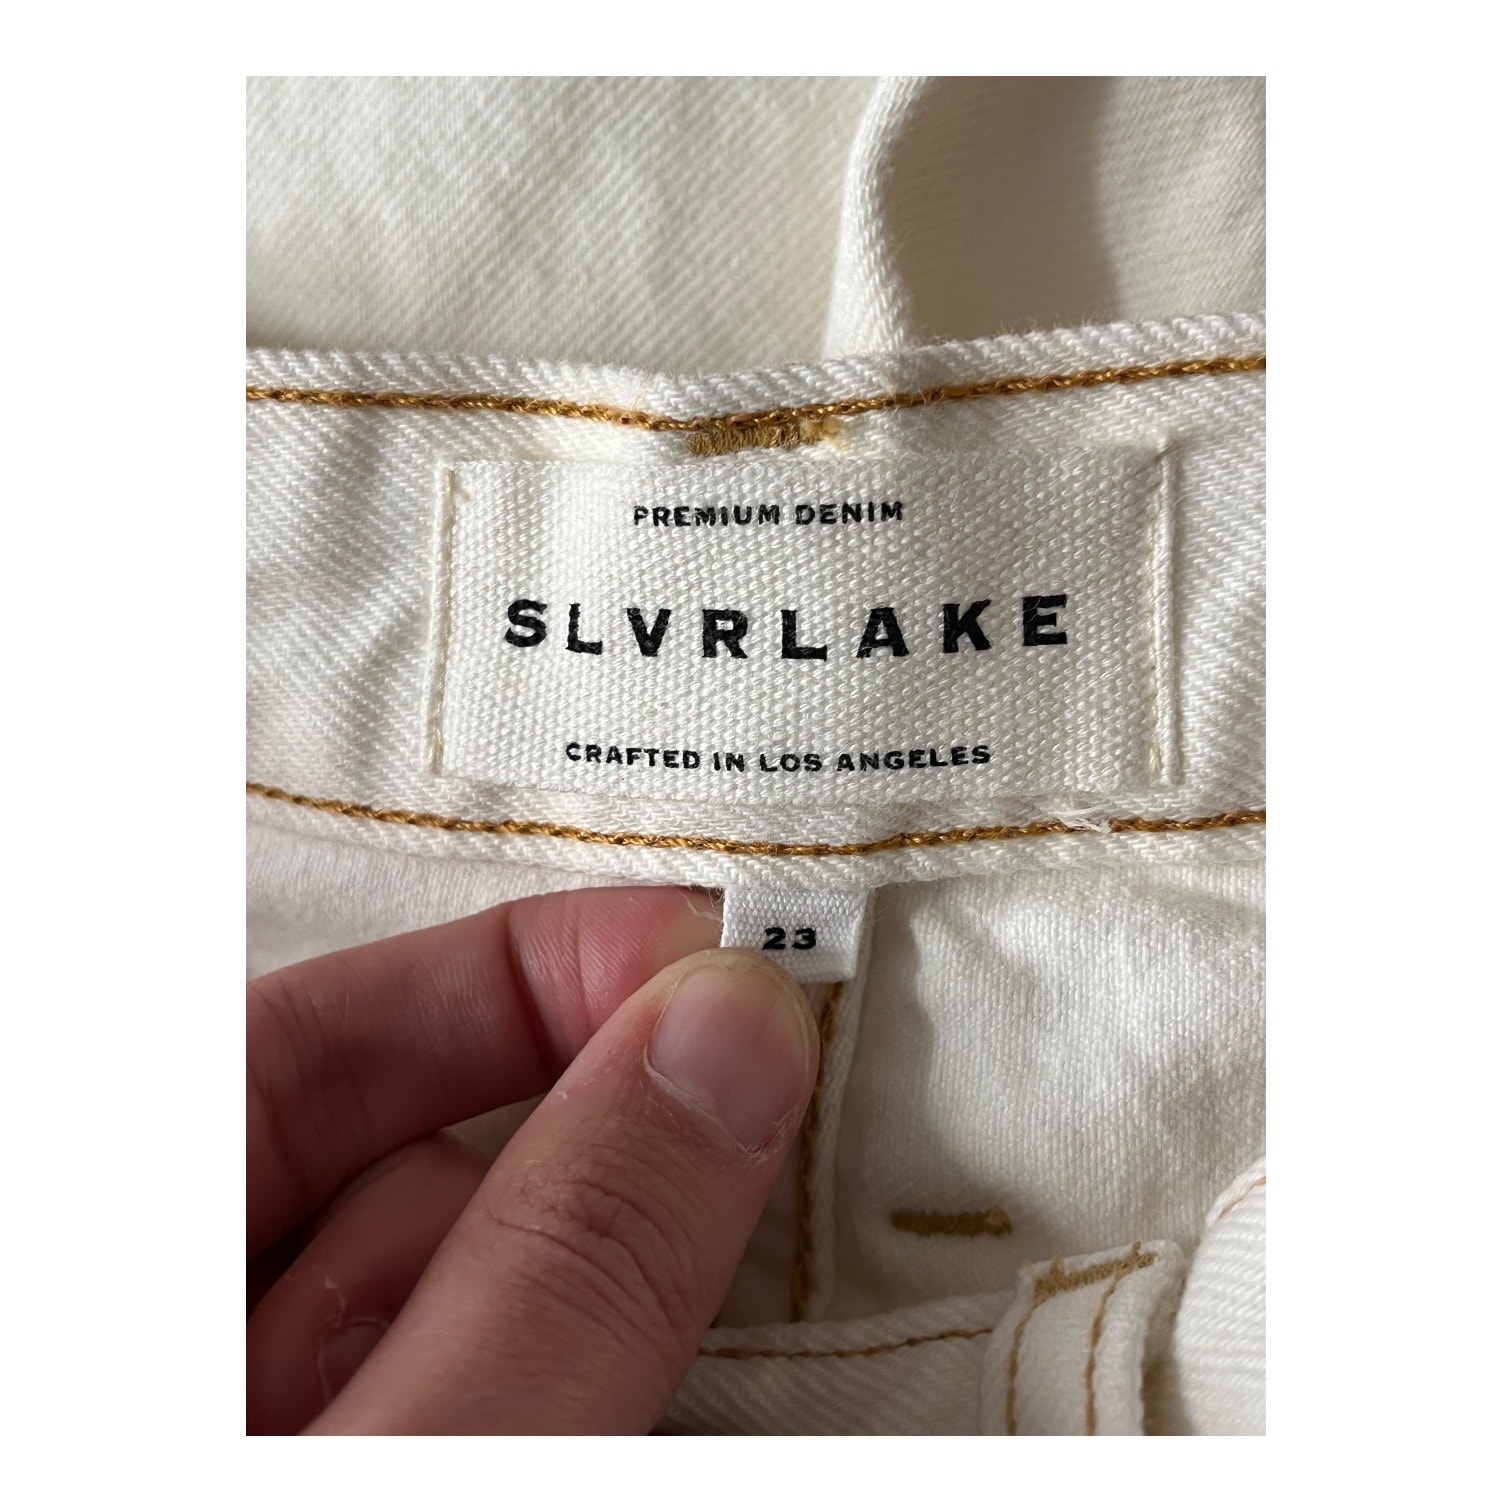 PREMIUM DENIM
SLVRLAKE
CRAFTED IN LOS ANGELES
23